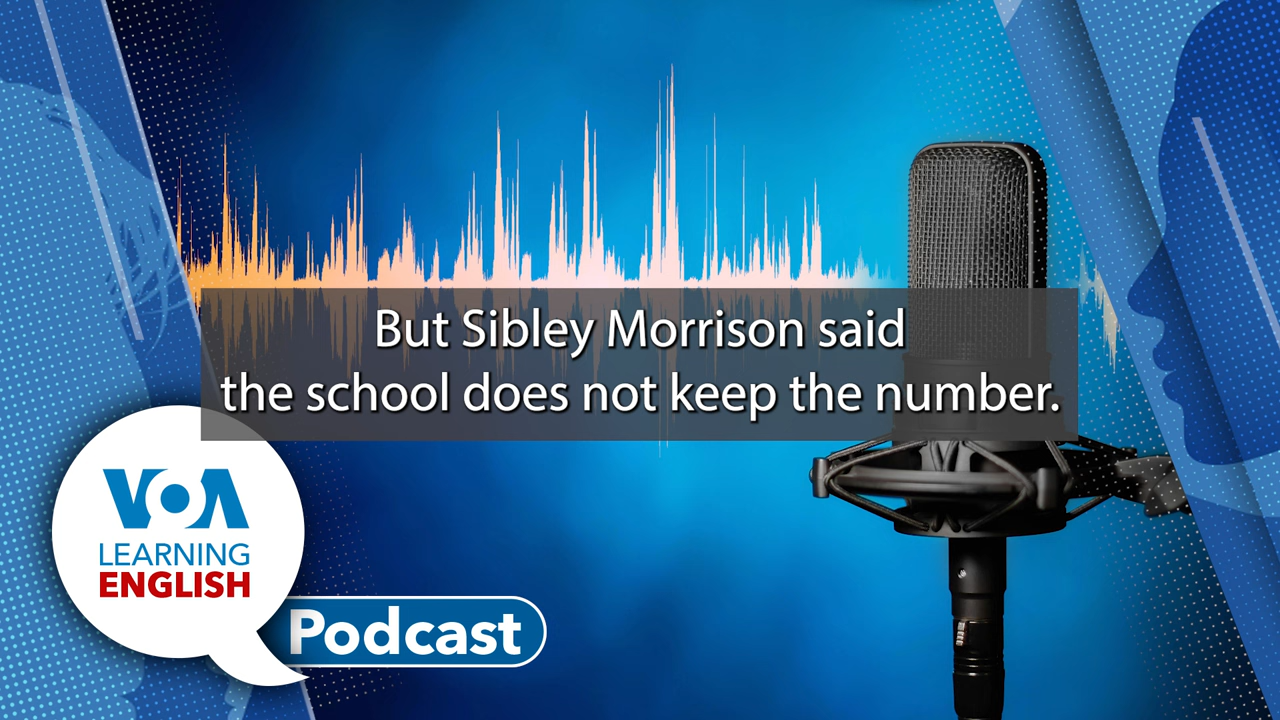 But Sibley Morrison said
the school does not keep the number.
VOA
LEARNING
ENGLISH
Podcast